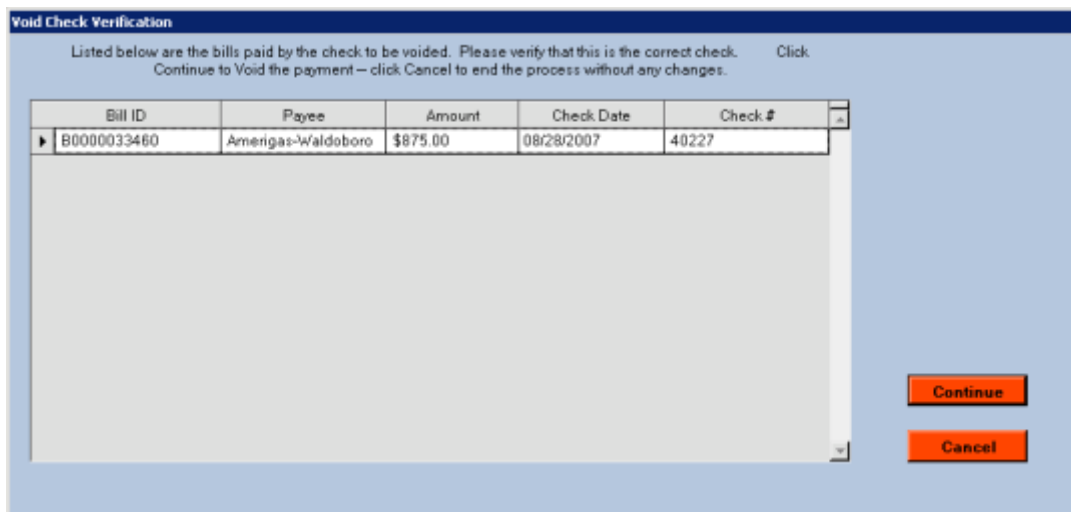 Void Check Verification
Listed below are the bills paid by the check to be voided. Please verify that this is the correct check. Click
Continue to Void the payment – click Cancel to end the process without any changes.
Bill ID Payee Amount Check Date Check #
B0000033460 Amerigas-Waldoboro $875.00 08/28/2007 40227
Continue
Cancel